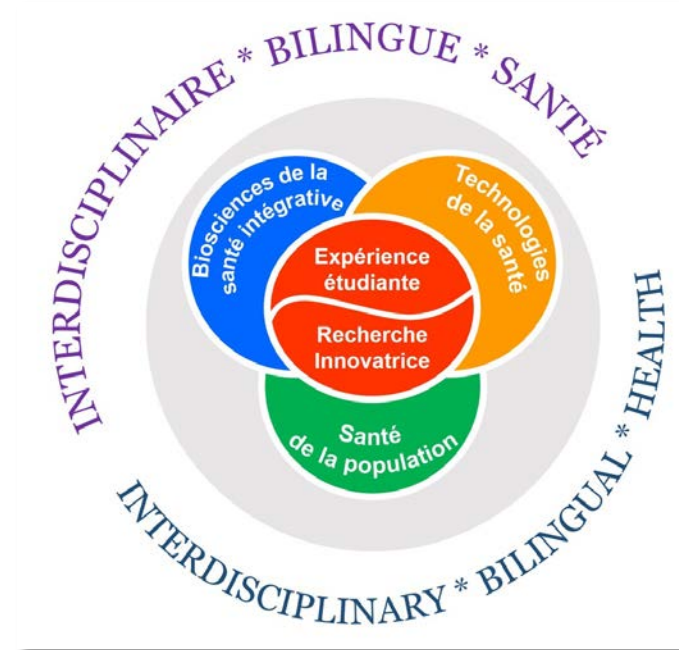 INTERDISCIPLINAIRE * BILINGUE * SANTÉ
Biosciences de la
santé intégrative
Technologies
de la santé
Expérience
étudiante
Recherche
Innovatrice
Santé
de la population
INTERDISCIPLINARY * BILINGUAL * HEALTH